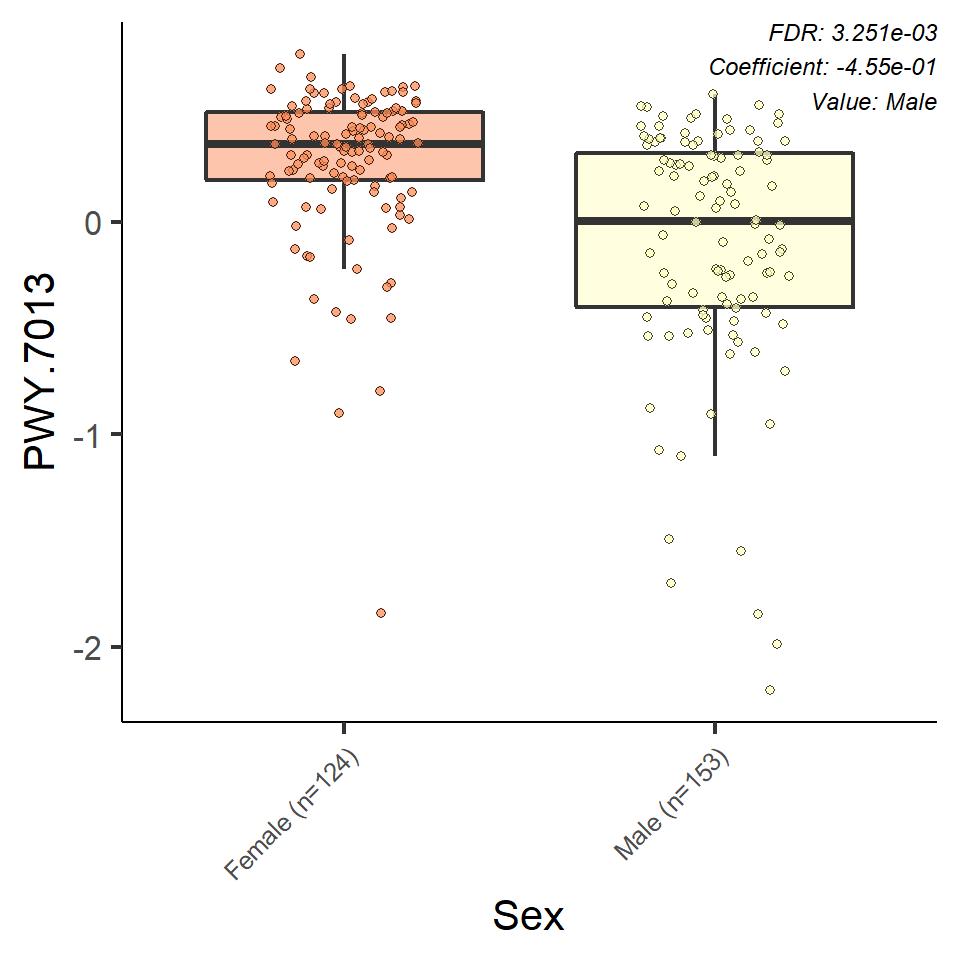 FDR: 3.251e-03
Coefficient: -4.55e-01
Value: Male
PWY.7013
0
-1
-2
Female (n=124)
Male (n=153)
Sex